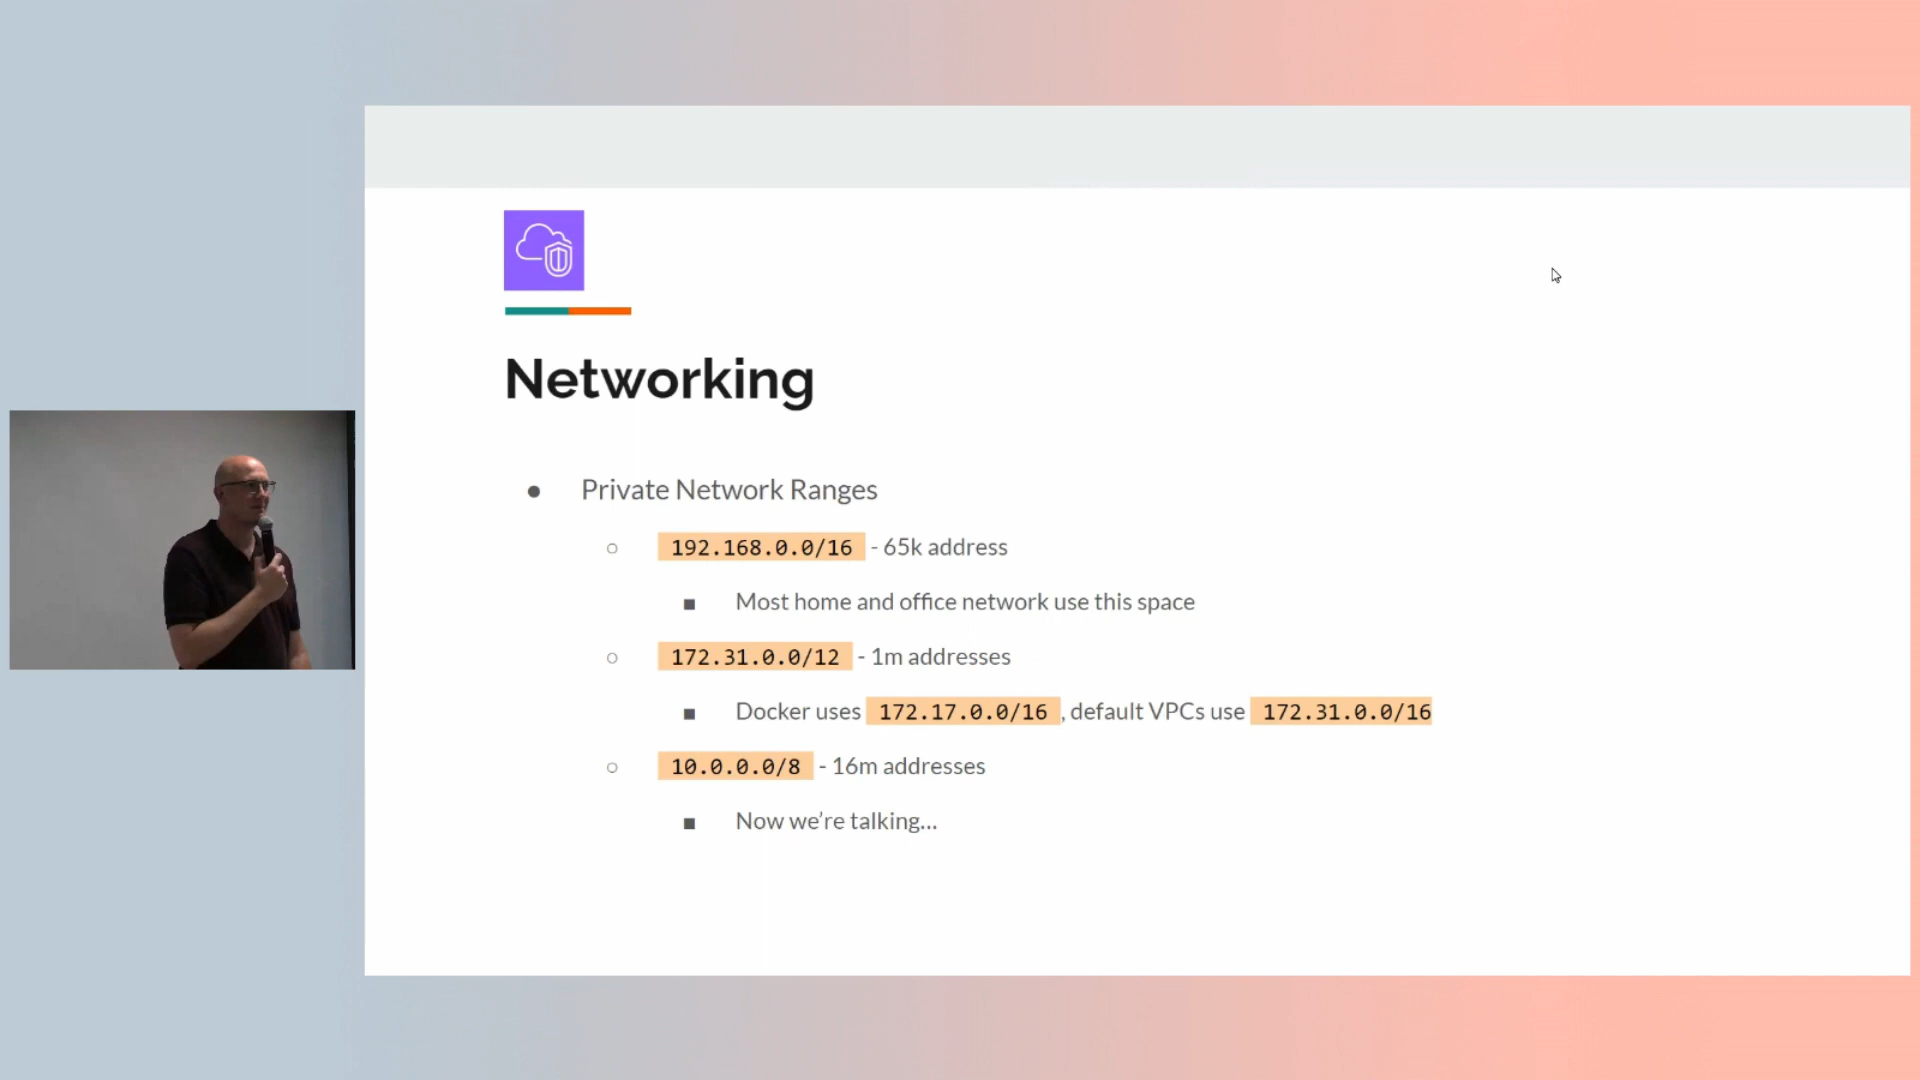 Networking
Private Network Ranges
192.168.0.0/16 - 65k address
Most home and office network use this space
172.31.0.0/12 - 1m addresses
Docker uses 172.17.0.0/16 , default VPCs use 172.31.0.0/16
10.0.0.0/8 - 16m addresses
Now we’re talking…